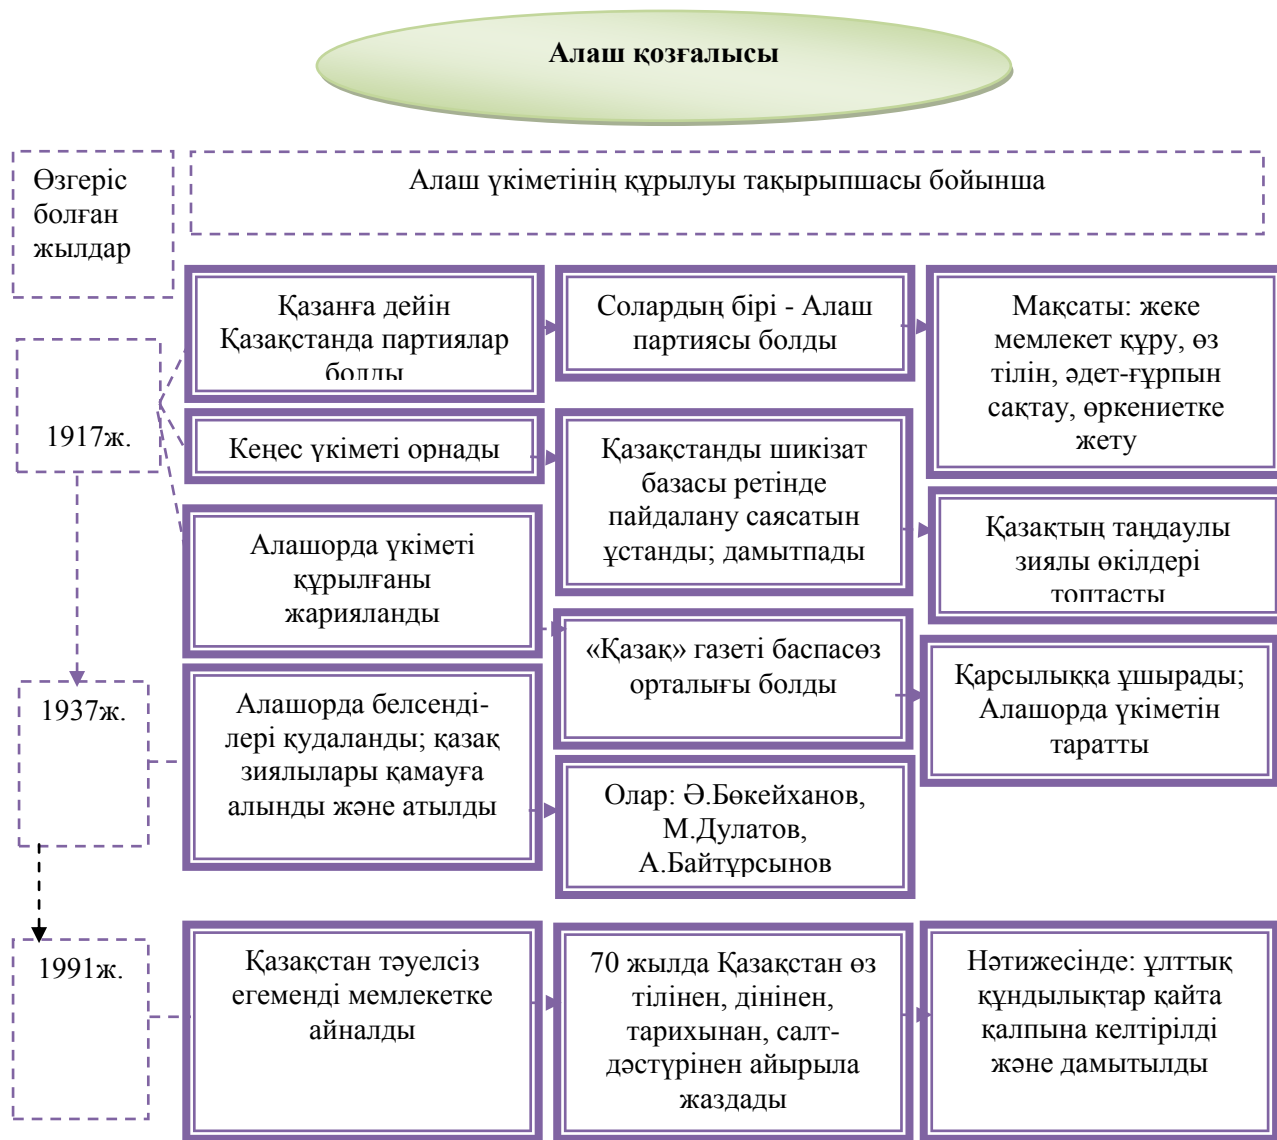 Алаш қозғалысы
Өзгеріс
болған
жылдар
Алаш үкіметінің құрылуы тақырыпшасы бойынша
1917ж.
Қазанға дейін
Қазақстанда партиялар
болды
Солардың бірі - Алаш
партиясы болды
Мақсаты: жеке
мемлекет құру, өз
тілін, әдет-ғұрпын
сақтау, өркениетке
жету
Кеңес үкіметі орнады
Қазақстанды шикізат
базасы ретінде
пайдалану саясатын
ұстанды; дамытпады
Қазақтың таңдаулы
зиялы өкілдері
топтасты
Алашорда үкіметі
құрылғаны
жарияланды
«Қазақ» газеті баспасөз
орталығы болды
Қарсылыққа ұшырады;
Алашорда үкіметін
таратты
1937ж.
Алашорда белсенді-
лері қудаланды; қазақ
зиялылары қамауға
алынды және атылды
Олар: Ә.Бөкейханов,
М.Дулатов,
А.Байтұрсынов
1991ж.
Қазақстан тәуелсіз
егеменді мемлекетке
айналды
70 жылда Қазақстан өз
тілінен, дінінен,
тарихынан, салт-
дәстүрінен айырыла
жаздады
Нәтижесінде: ұлттық
құндылықтар қайта
қалпына келтірілді
және дамытылды